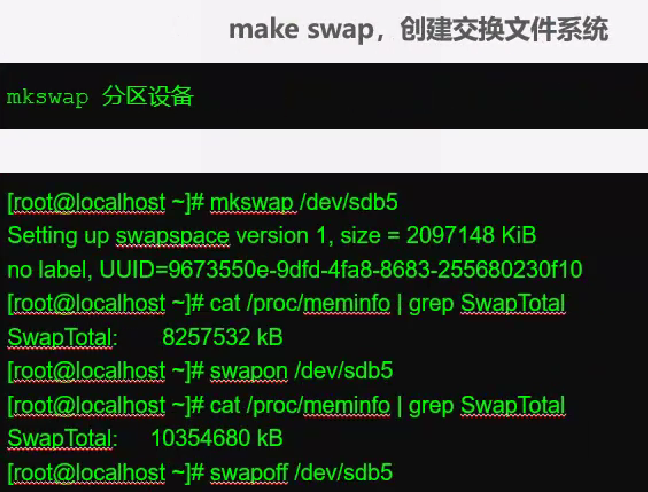 make swap，创建交换文件系统
mkswap 分区设备
[root@localhost ~]# mkswap /dev/sdb5
Setting up swapspace version 1, size = 2097148 KiB
no label, UUID=9673550e-9dfd-4fa8-8683-255680230f10
[root@localhost ~]# cat /proc/meminfo | grep SwapTotal
SwapTotal: 8257532 kB
[root@localhost ~]# swapon /dev/sdb5
[root@localhost ~]# cat /proc/meminfo | grep SwapTotal
SwapTotal: 10354680 kB
[root@localhost ~]# swapoff /dev/sdb5